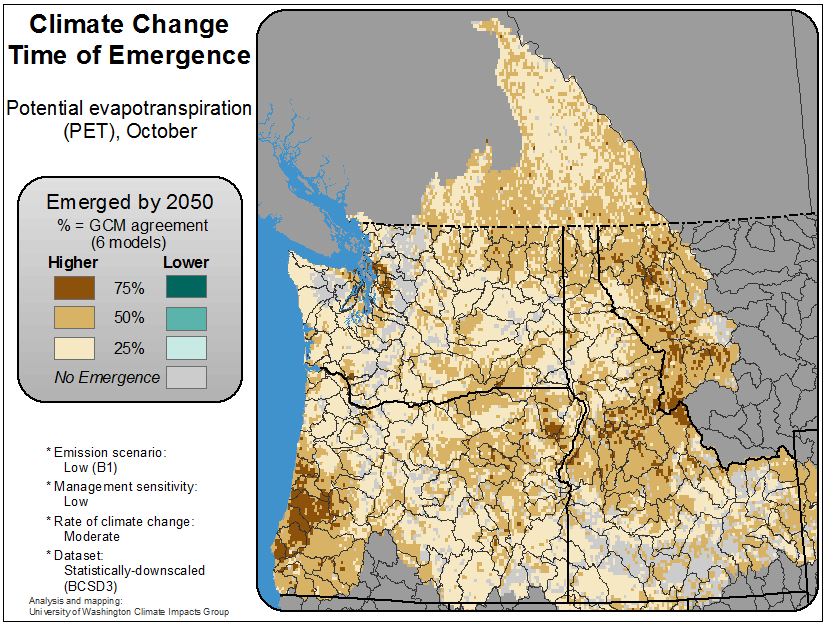 Climate Change
Time of Emergence
Potential evapotranspiration
(PET), October
Emerged by 2050
% = GCM agreement
(6 models)
Higher Lower
75%
50%
25%
No Emergence
* Emission scenario:
Low (B1)
* Management sensitivity:
Low
* Rate of climate change:
Moderate
* Dataset:
Statistically-downscaled
(BCSD3)
Analysis and mapping:
University of Washington Climate Impacts Group